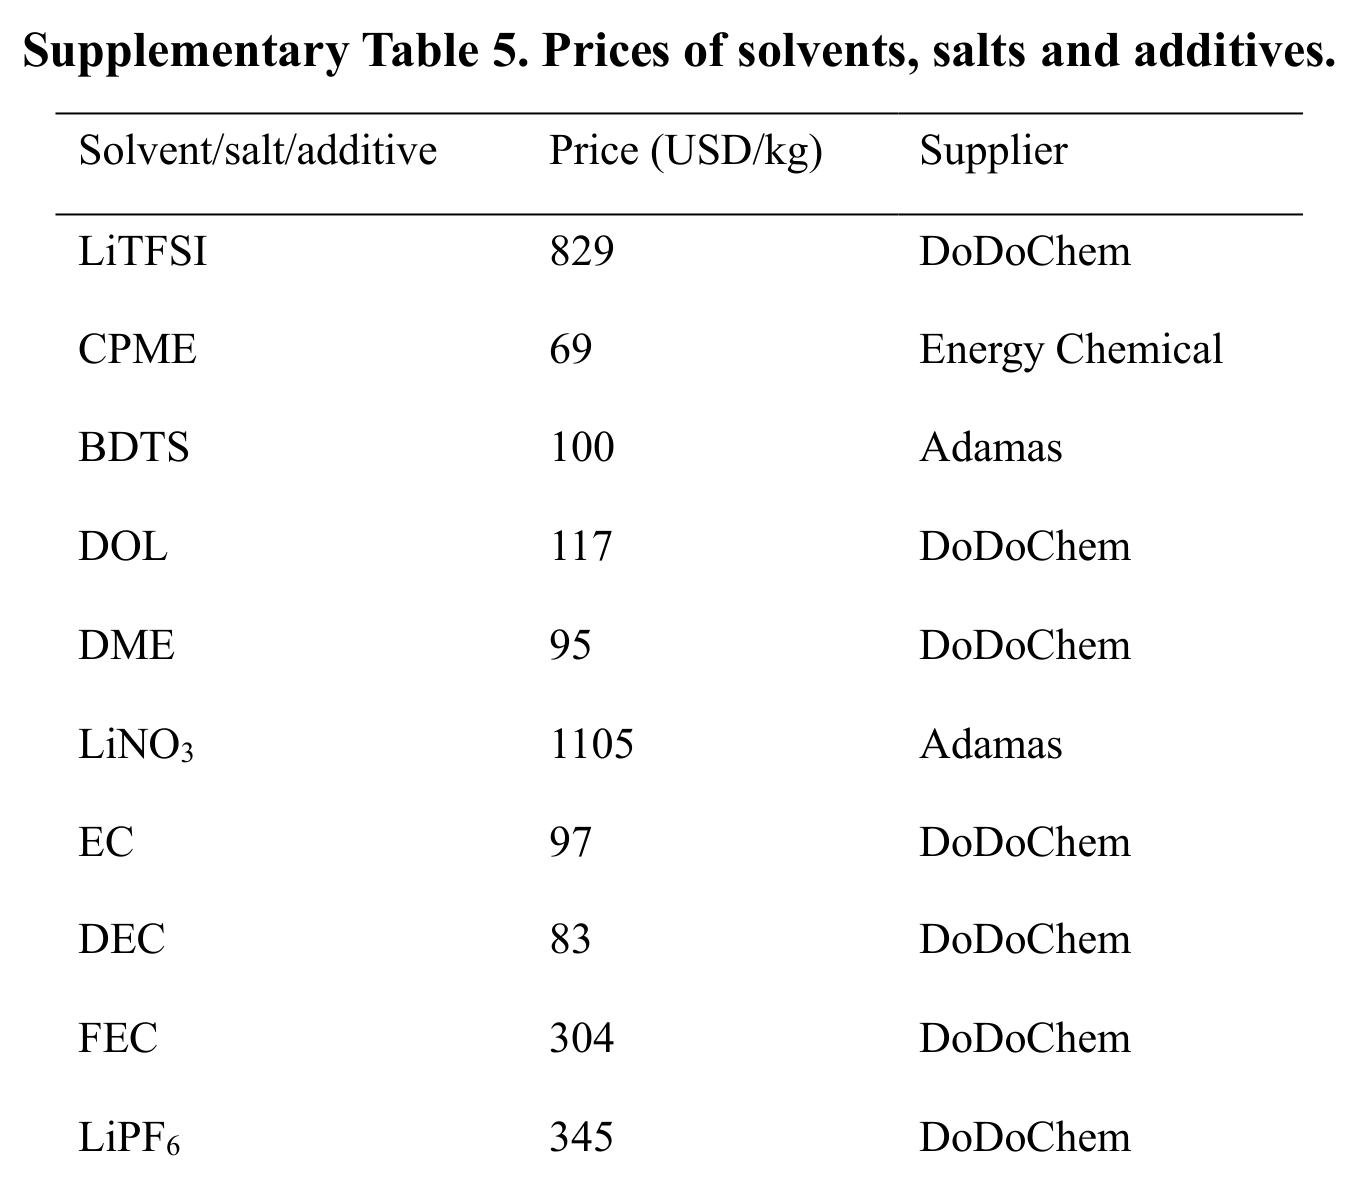 Supplementary Table 5. Prices of solvents, salts and additives.
Solvent/salt/additive Price (USD/kg) Supplier
LiTFSI 829 DoDoChem
CPME 69 Energy Chemical
BDTS 100 Adamas
DOL 117 DoDoChem
DME 95 DoDoChem
LiNO₃ 1105 Adamas
EC 97 DoDoChem
DEC 83 DoDoChem
FEC 304 DoDoChem
LiPF₆ 345 DoDoChem